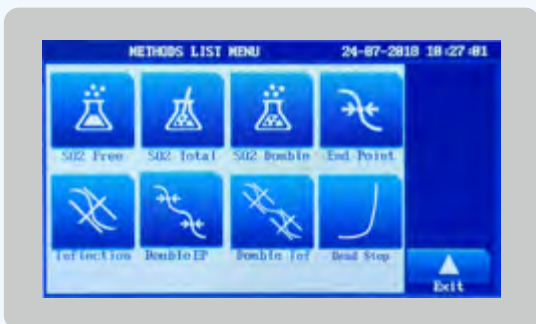 METHODS LIST MENU 24-07-2018 10:27:01
SO2 Free SO2 Total SO2 Double End Point
Inflection Double EP Double Inf Dead Stop
Exit